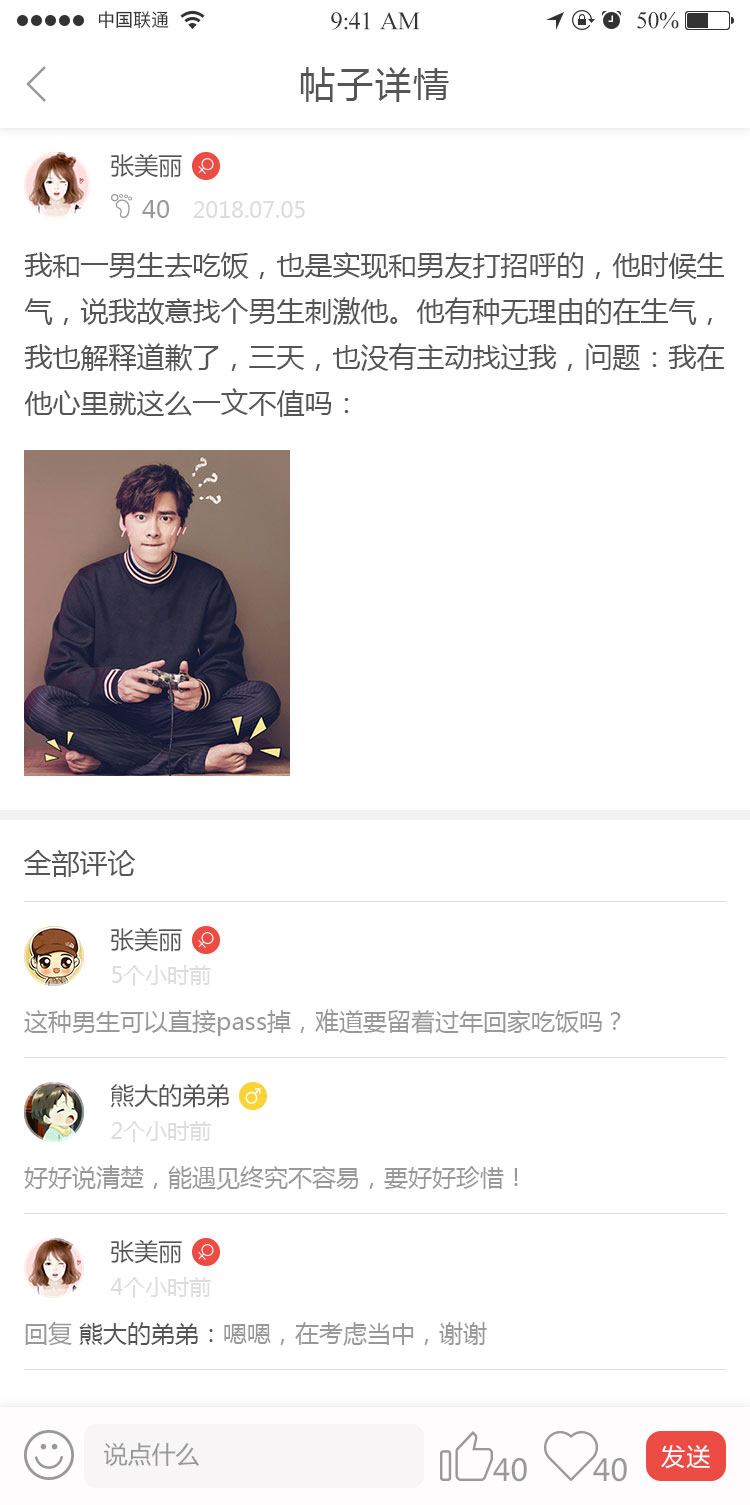 中国联通 9:41 AM 50%
帖子详情
张美丽
40 2018.07.05
我和一男生去吃饭，也是实现和男友打招呼的，他时候生
气，说我故意找个男生刺激他。他有种无理由的在生气，
我也解释道歉了，三天，也没有主动找过我，问题：我在
他心里就这么一文不值吗：
? ? ?
全部评论
张美丽
5个小时前
这种男生可以直接pass掉，难道要留着过年回家吃饭吗？
熊大的弟弟
2个小时前
好好说清楚，能遇见终究不容易，要好好珍惜！
张美丽
4个小时前
回复 熊大的弟弟：嗯嗯，在考虑当中，谢谢
说点什么 40 40 发送